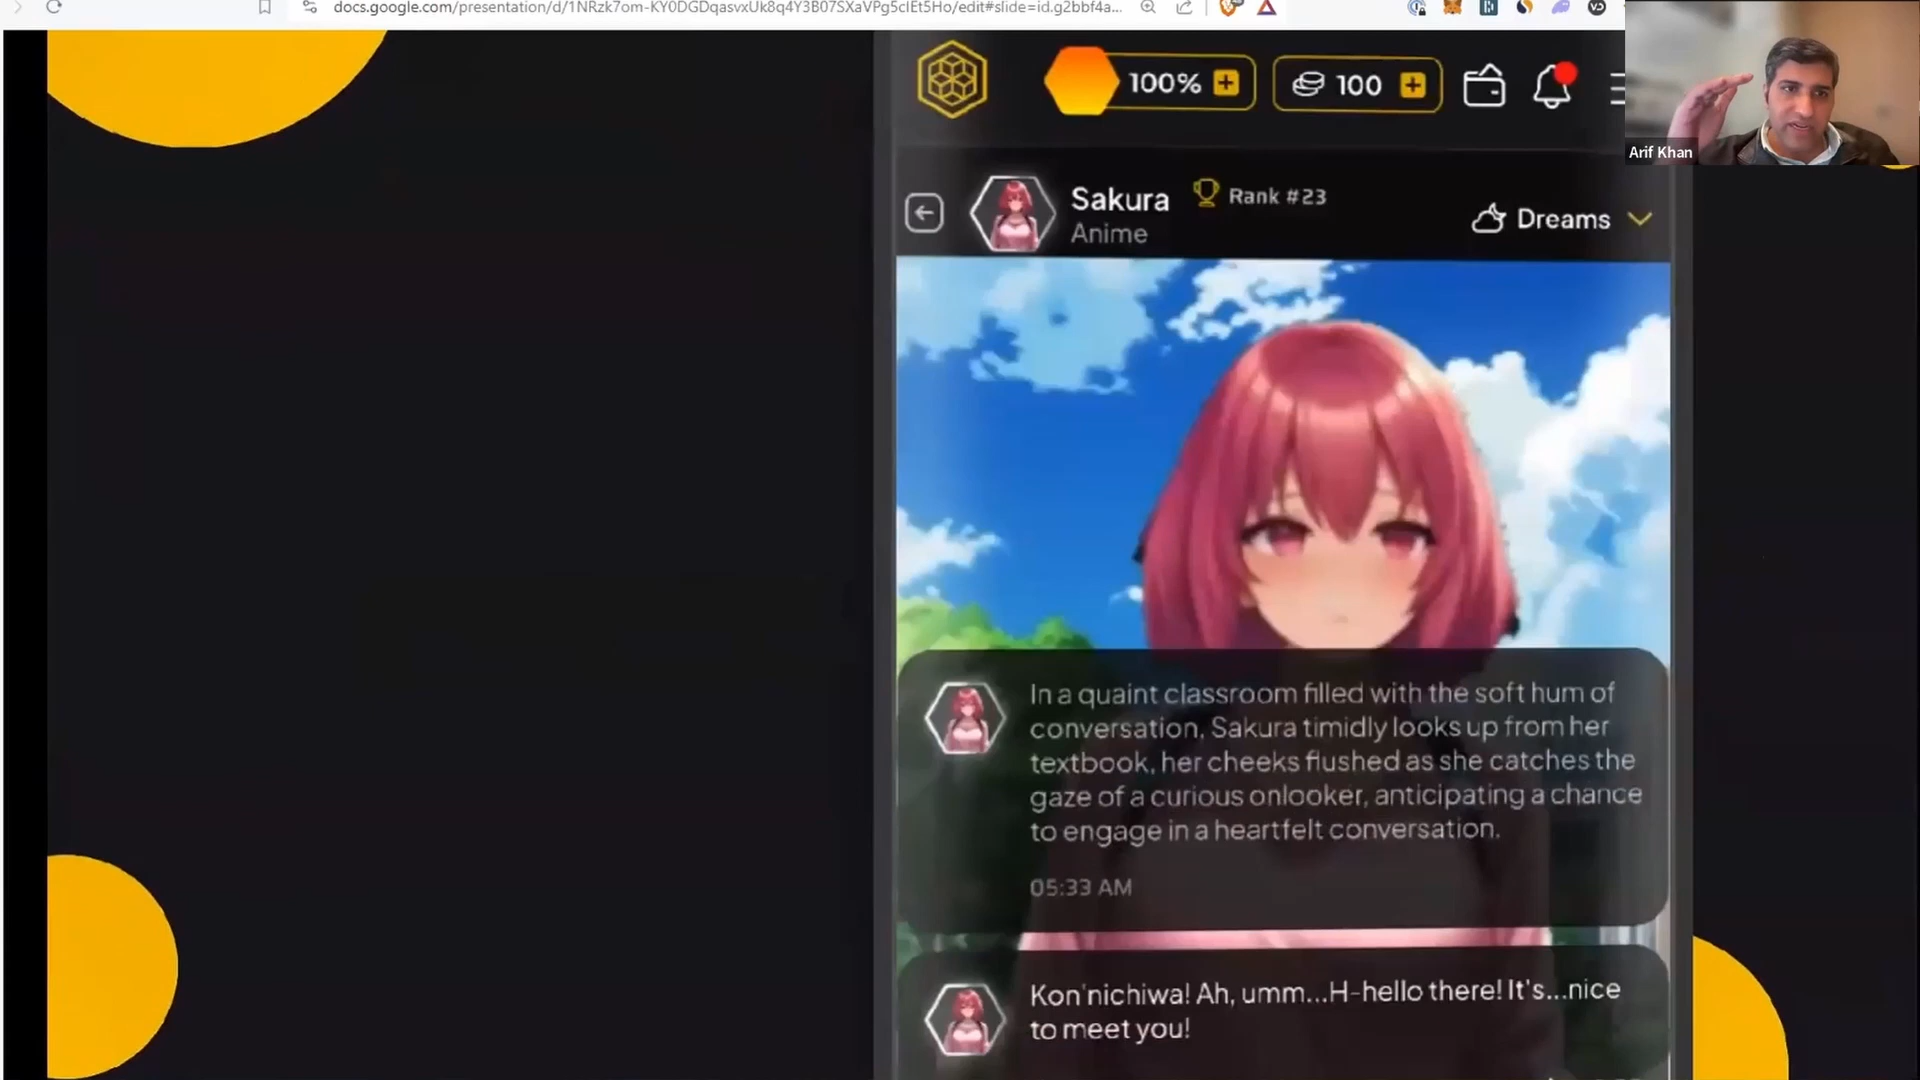 docs.google.com/presentation/d/1NRzk7om-KY0DGDqasvxUk8q4Y3B07SXaVPg5cIEt5Ho/edit#slide=id.g2bbf4a...
100%
100
Arif Khan
Sakura
Rank #23
Anime
Dreams
In a quaint classroom filled with the soft hum of
conversation, Sakura timidly looks up from her
textbook, her cheeks flushed as she catches the
gaze of a curious onlooker, anticipating a chance
to engage in a heartfelt conversation.
05:33 AM
Kon'nichiwa! Ah, umm...H-hello there! It's...nice
to meet you!